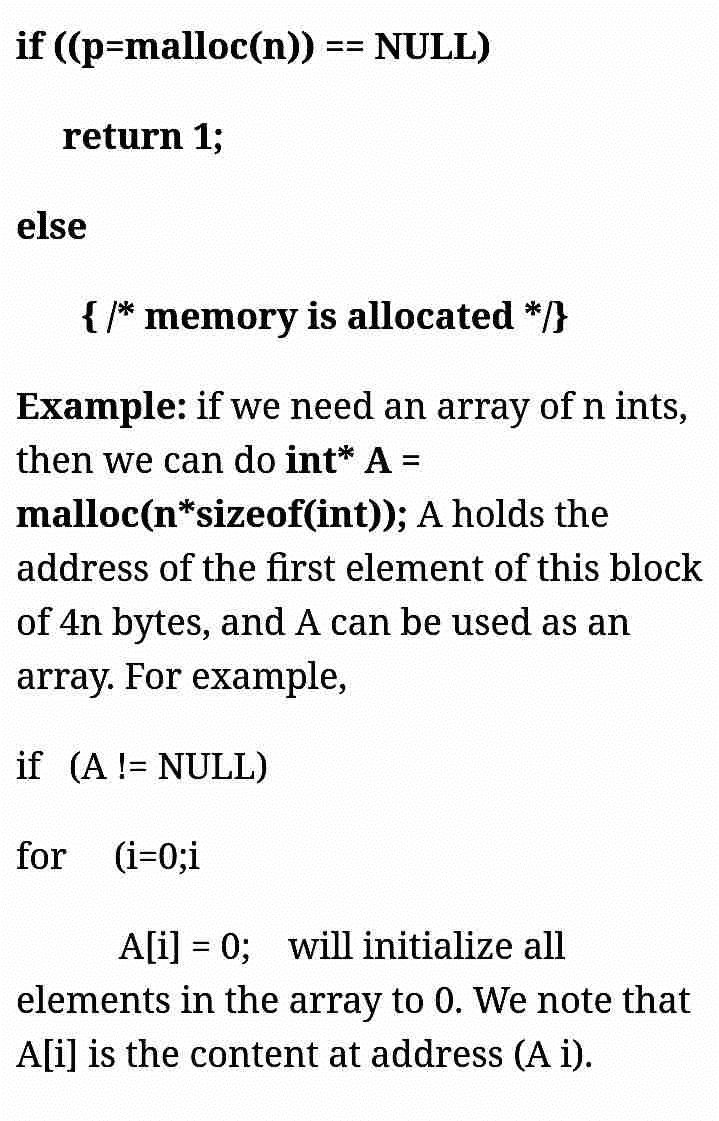 if ((p=malloc(n)) == NULL)
return 1;
else
{ /* memory is allocated */}
Example: if we need an array of n ints,
then we can do int* A =
malloc(n*sizeof(int)); A holds the
address of the first element of this block
of 4n bytes, and A can be used as an
array. For example,
if (A != NULL)
for (i=0;i
A[i] = 0; will initialize all
elements in the array to 0. We note that
A[i] is the content at address (A i).